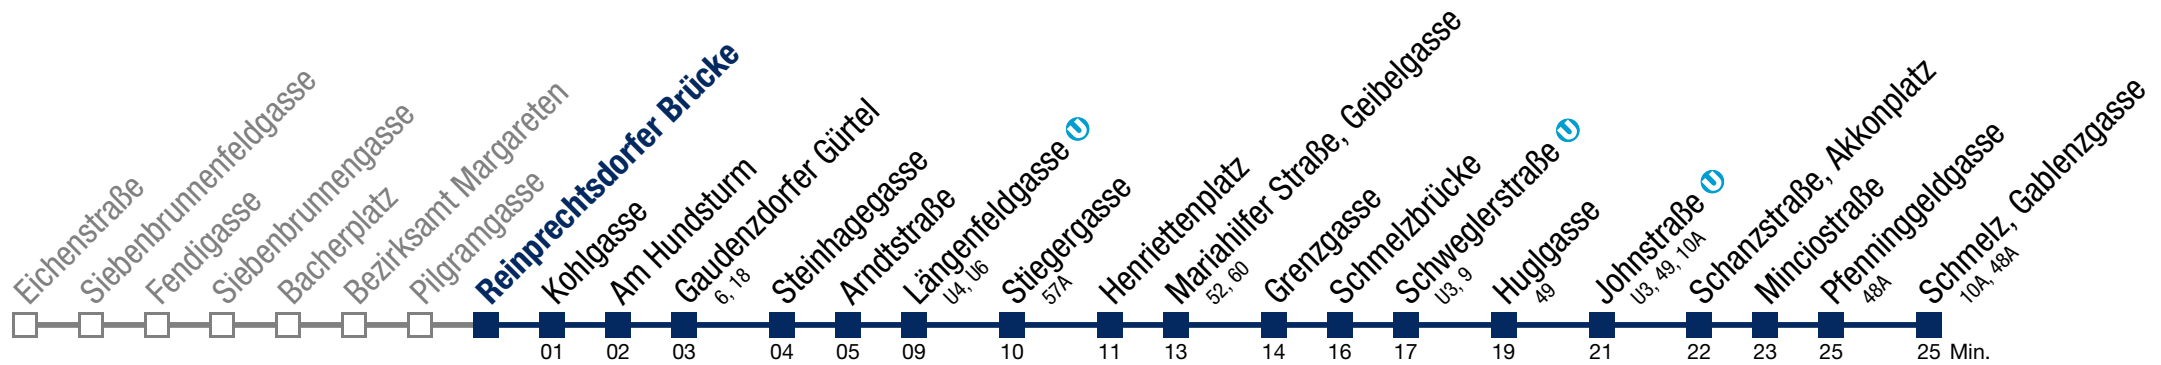 Eichenstraße
Siebenbrunnenfeldgasse
Fendigasse
Siebenbrunnengasse
Bacherplatz
Bezirksamt Margareten
Pilgramgasse
Reinprechtsdorfer Brücke
Kohlgasse
Am Hundsturm
Gaudenzdorfer Gürtel
6, 18
Steinhagegasse
Arndtstraße
Längenfeldgasse U
U4, U6
Stiegergasse
57A
Henriettenplatz
Mariahilfer Straße, Geibelgasse
52, 60
Grenzgasse
Schmelzbrücke
Schweglerstraße U
U3, 9
Huglgasse
49
Johnstraße U
U3, 49, 10A
Schanzstraße, Akkonplatz
Minciostraße
Pfenninggeldgasse
48A
Schmelz, Gablenzgasse
10A, 48A
01 02 03 04 05 09 10 11 13 14 16 17 19 21 22 23 25 25 Min.